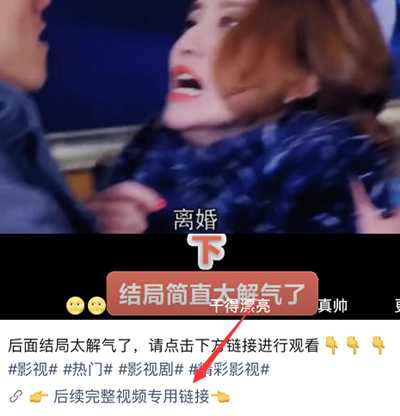 离婚
下
结局简直太解气了
干得漂亮
真帅
后面结局太解气了，请点击下方链接进行观看👇👇👇
#影视# #热门# #影视剧# #精彩影视#
👉后续完整视频专用链接👈